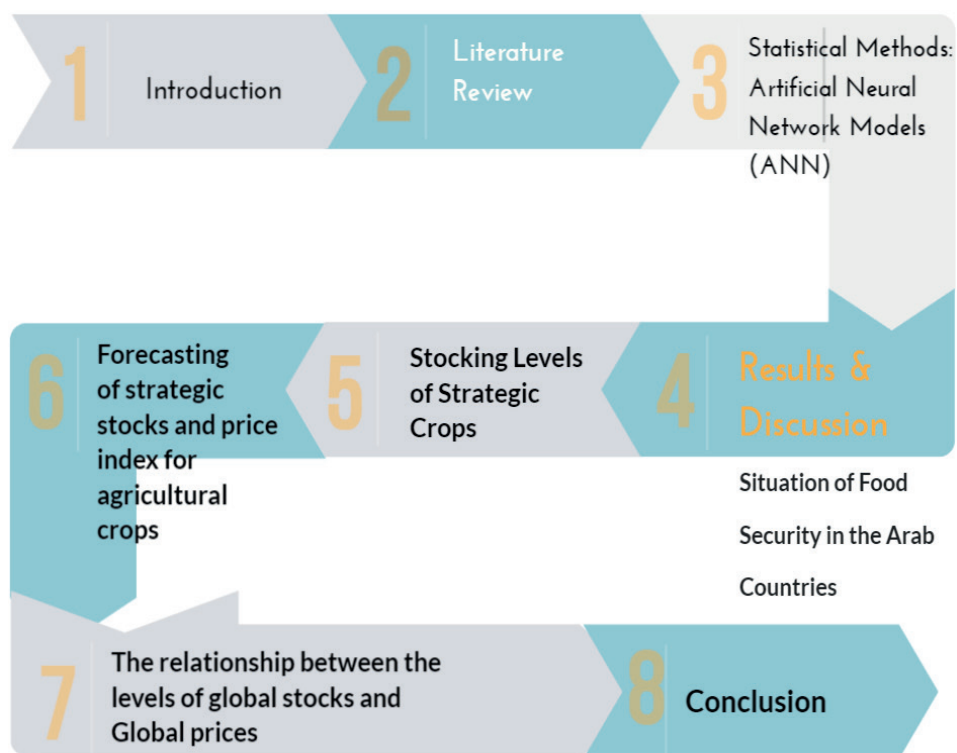 1
Introduction
2
Literature
Review
3
Statistical Methods:
Artificial Neural
Network Models
(ANN)
4
Results &
Discussion
Situation of Food
Security in the Arab
Countries
5
Stocking Levels
of Strategic
Crops
6
Forecasting
of strategic
stocks and price
index for
agricultural
crops
7
The relationship between the
levels of global stocks and
Global prices
8
Conclusion